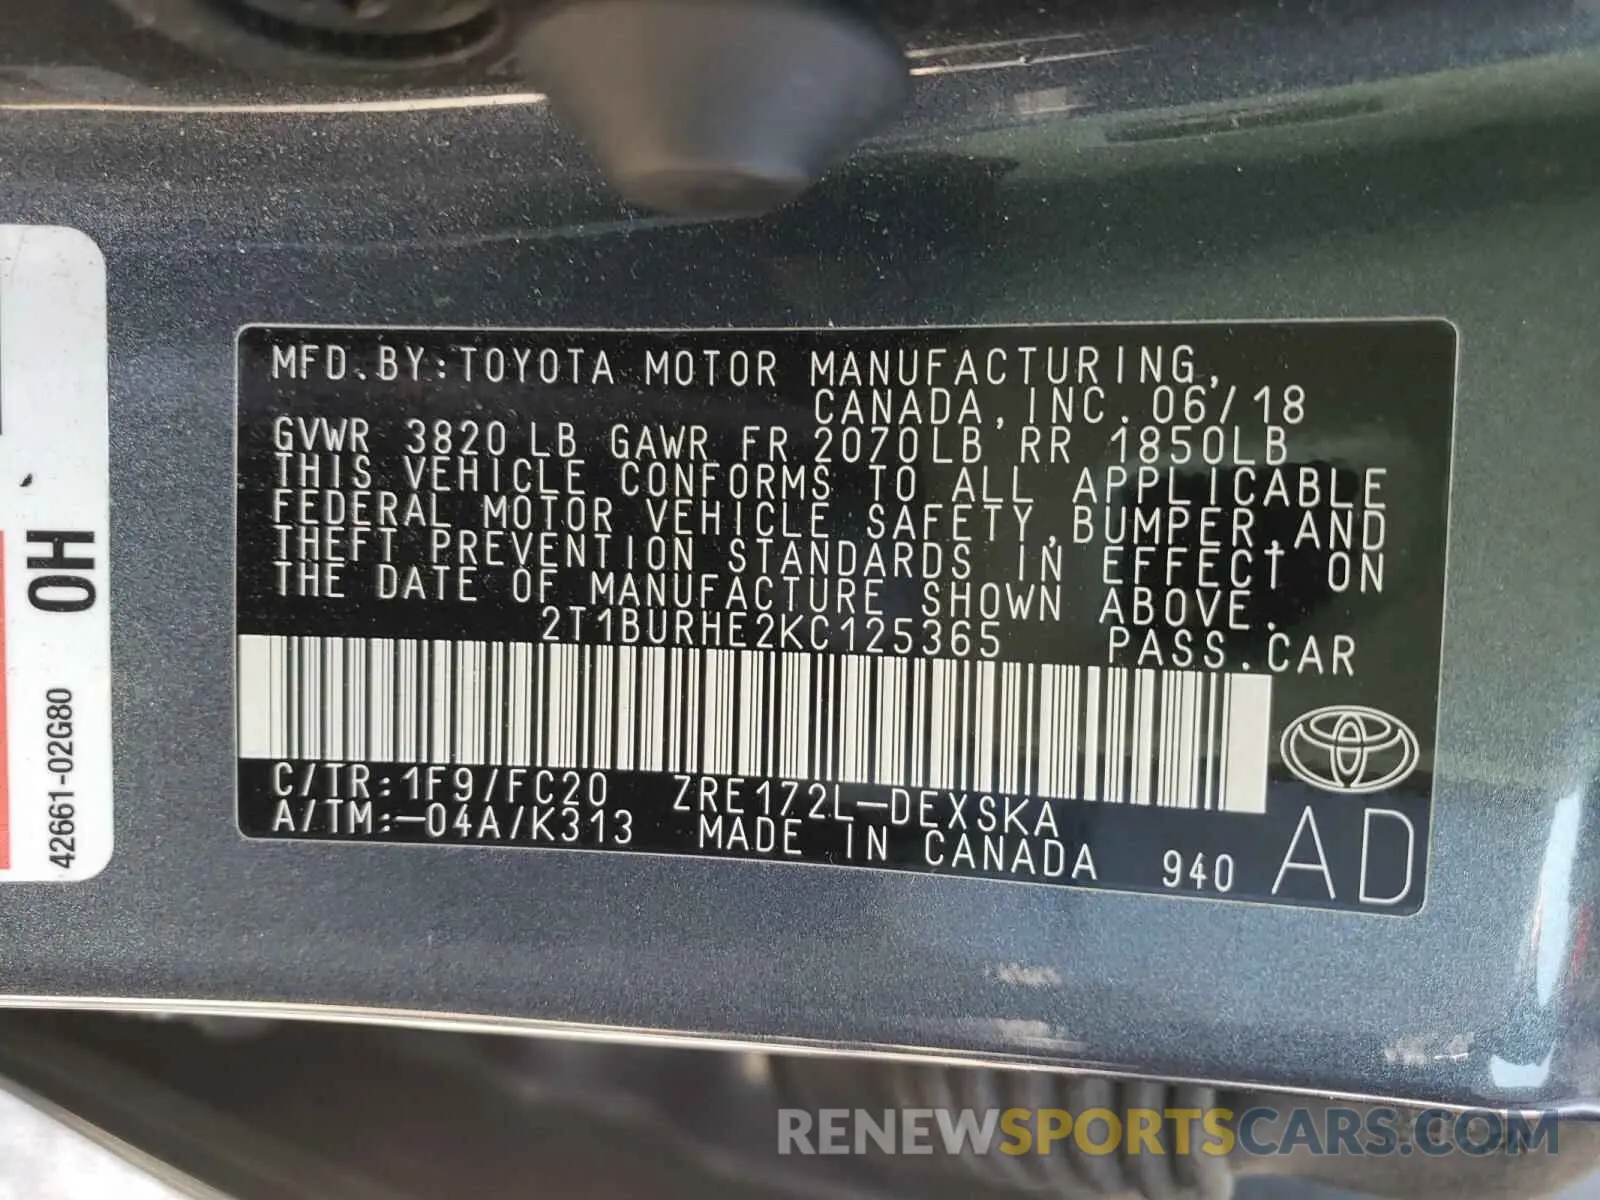 MFD.BY:TOYOTA MOTOR MANUFACTURING,
CANADA, INC. 06/18
GVWR 3820 LB GAWR FR 2070LB RR 1850LB
THIS VEHICLE CONFORMS TO ALL APPLICABLE
FEDERAL MOTOR VEHICLE SAFETY, BUMPER, AND
THEFT PREVENTION STANDARDS IN EFFECT ON
THE DATE OF MANUFACTURE SHOWN ABOVE.
2T1BURHE2KC125365 PASS.CAR
C/TR:1F9/FC20 ZRE172L-DEXSKA
A/TM:-04A/K313 MADE IN CANADA 940 AD
0H
42661-02G80
RENEWSPORTSCARS.COM